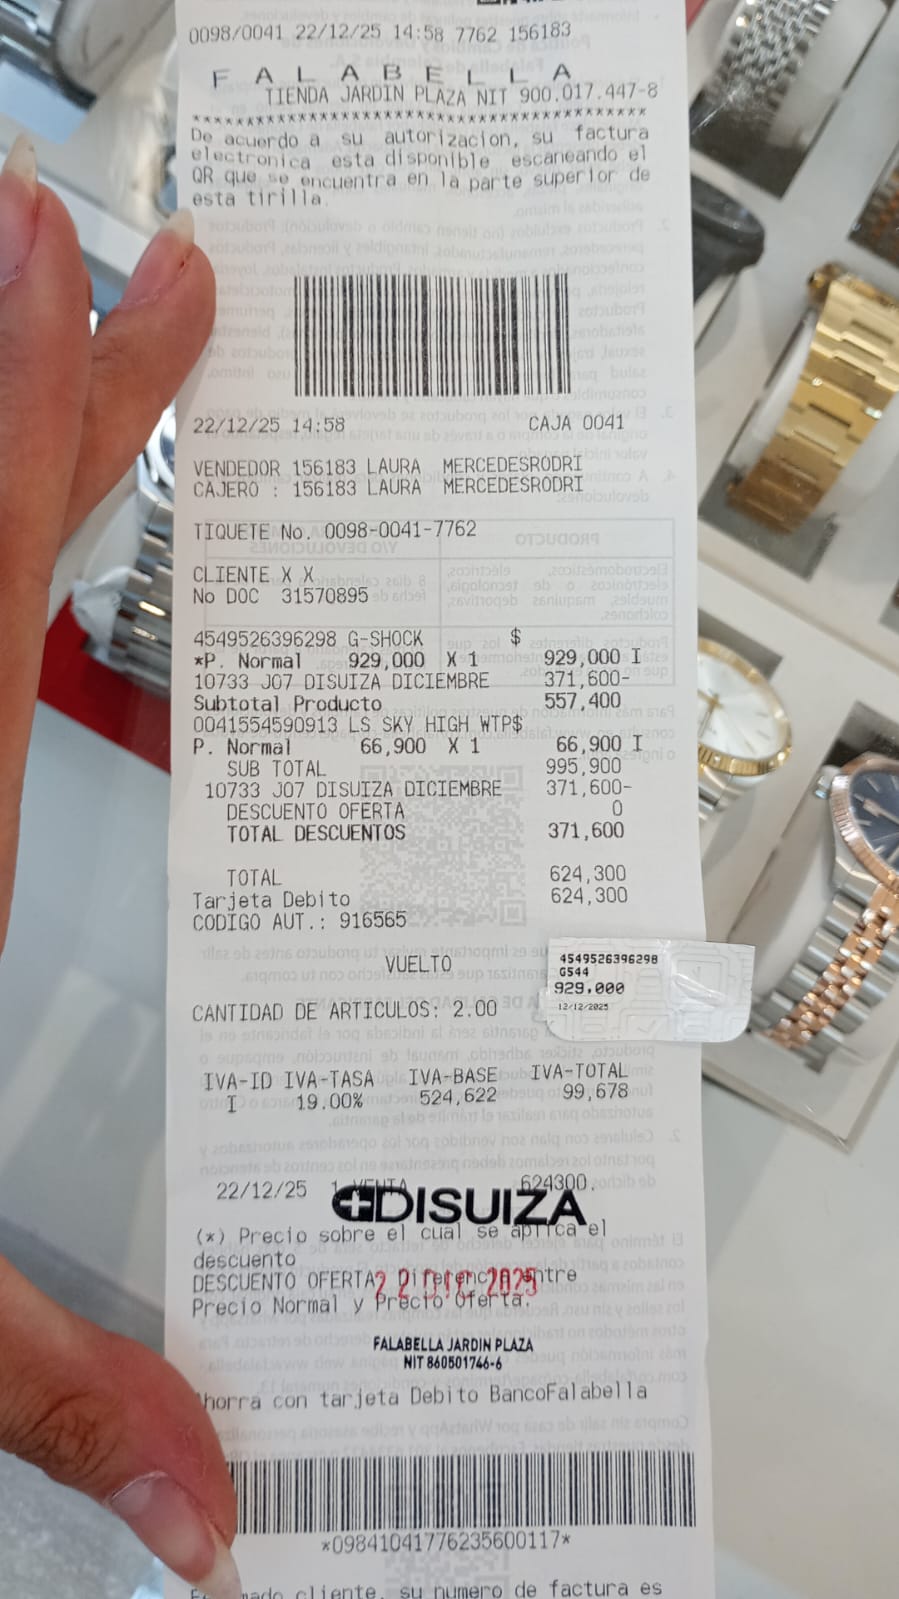 0098/0041 22/12/25 14:58 7762 156183
FALABELLA
TIENDA JARDIN PLAZA NIT 900.017.447-8
De acuerdo a su autorizacion, su factura
electronica esta disponible escaneando el
QR que se encuentra en la parte superior de
esta tirilla.
22/12/25 14:58 CAJA 0041
VENDEDOR 156183 LAURA MERCEDESRODRI
CAJERO : 156183 LAURA MERCEDESRODRI
TIQUETE No. 0098-0041-7762
CLIENTE X X
No DOC 31570895
4549526396298 G-SHOCK $
*P. Normal 929,000 X 1 929,000 I
10733 J07 DISUIZA DICIEMBRE 371,600-
Subtotal Producto 557,400
0041554590913 LS SKY HIGH WTP$
P. Normal 66,900 X 1 66,900 I
SUB TOTAL 995,900
10733 J07 DISUIZA DICIEMBRE 371,600-
DESCUENTO OFERTA 0
TOTAL DESCUENTOS 371,600
TOTAL 624,300
Tarjeta Debito 624,300
CODIGO AUT.: 916565
VUELTO
4549526396298
G544
929,000
12/12/2025
CANTIDAD DE ARTICULOS: 2.00
IVA-ID IVA-TASA IVA-BASE IVA-TOTAL
I 19.00% 524,622 99,678
22/12/25 1 VENTA 624300.
DISUIZA
(*) Precio sobre el cual se aplica el
descuento
DESCUENTO OFERTA: Diferencia entre
22 DIC 2025
Precio Normal y Precio Oferta.
FALABELLA JARDIN PLAZA
NIT 860501746-6
horra con tarjeta Debito BancoFalabella
*09841041776235600117*
cliente, su numero de factura es